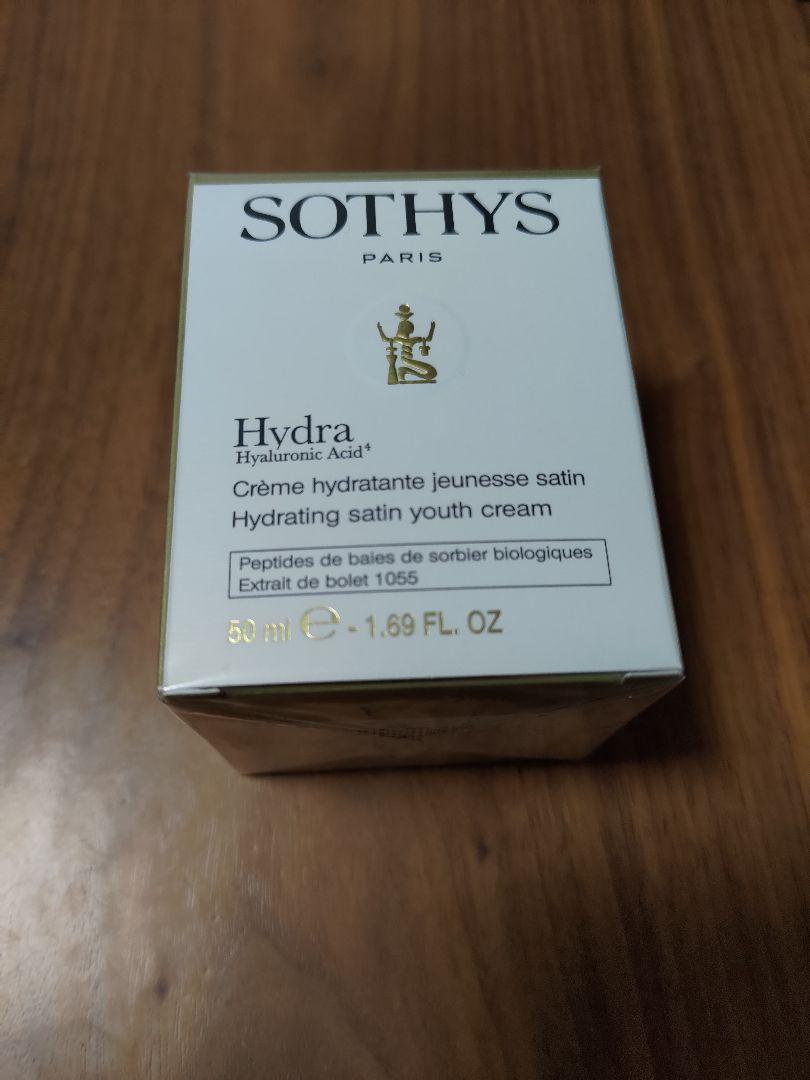 SOTHYS
PARIS
Hydra
Hyaluronic Acid⁴
Crème hydratante jeunesse satin
Hydrating satin youth cream
Peptides de baies de sorbier biologiques
Extrait de bolet 1055
50 ml ℮ - 1.69 FL. OZ